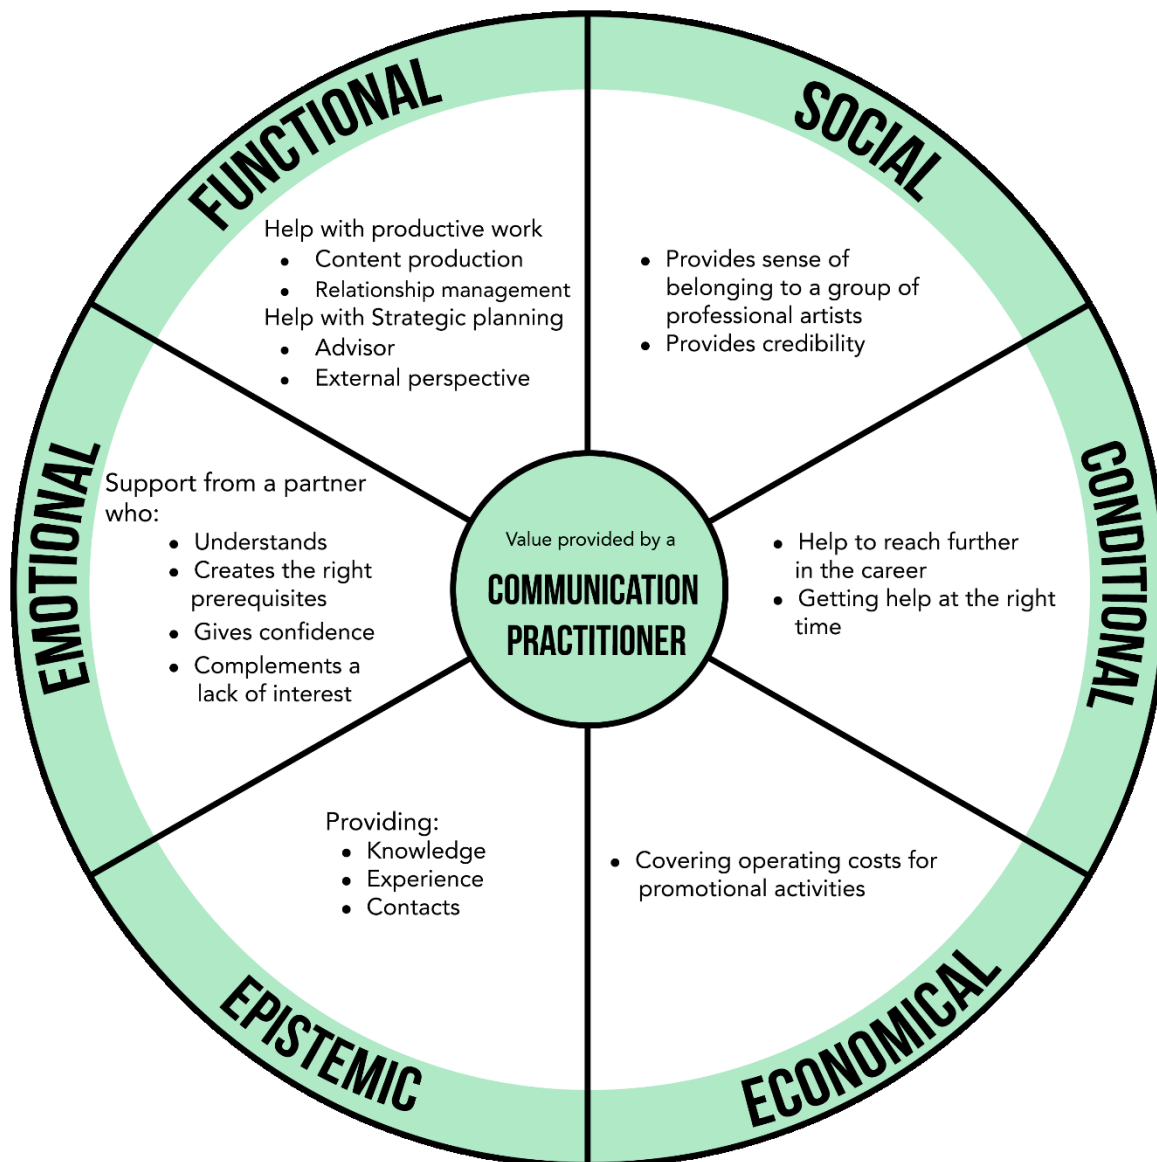 FUNCTIONAL
Help with productive work
• Content production
• Relationship management
Help with Strategic planning
• Advisor
• External perspective
SOCIAL
• Provides sense of
belonging to a group of
professional artists
• Provides credibility
EMOTIONAL
Support from a partner
who:
• Understands
• Creates the right
prerequisites
• Gives confidence
• Complements a
lack of interest
Value provided by a
COMMUNICATION
PRACTITIONER
CONDITIONAL
• Help to reach further
in the career
• Getting help at the right
time
EPISTEMIC
Providing:
• Knowledge
• Experience
• Contacts
ECONOMICAL
• Covering operating costs for
promotional activities